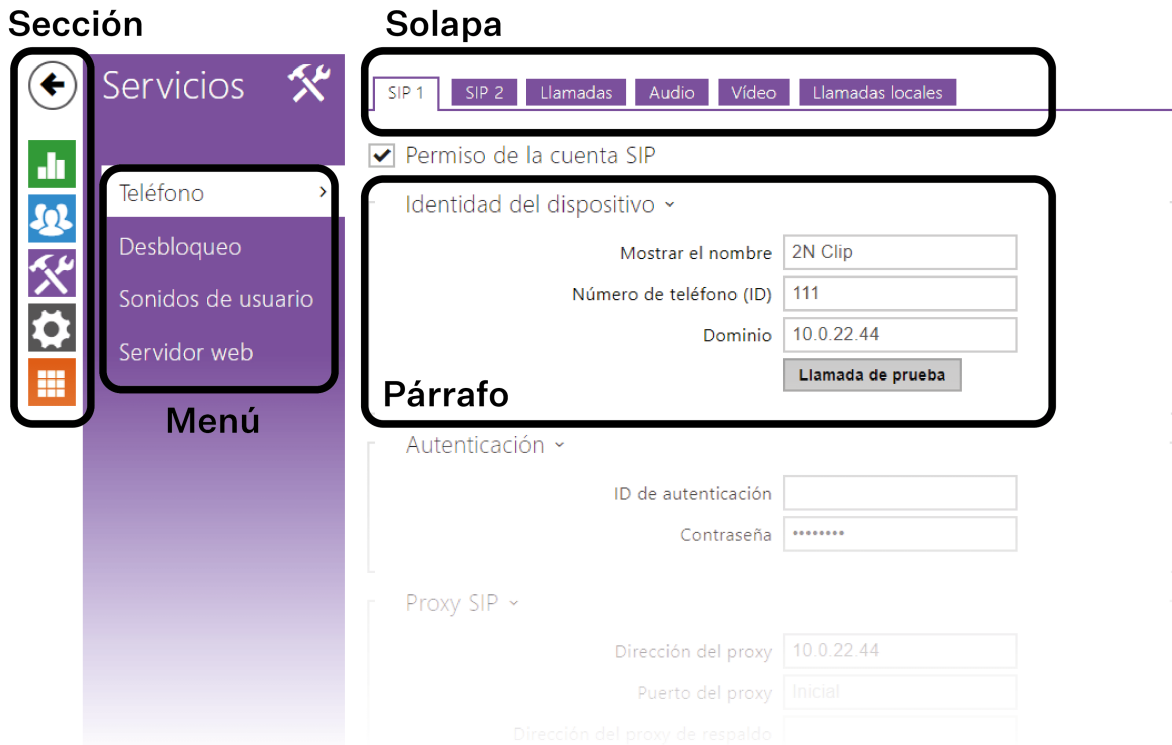 Sección
Solapa
Servicios
SIP 1
SIP 2
Llamadas
Audio
Vídeo
Llamadas locales
Permiso de la cuenta SIP
Teléfono
Desbloqueo
Sonidos de usuario
Servidor web
Menú
Identidad del dispositivo
Mostrar el nombre 2N Clip
Número de teléfono (ID) 111
Dominio 10.0.22.44
Llamada de prueba
Párrafo
Autenticación
ID de autenticación
Contraseña ••••••••
Proxy SIP
Dirección del proxy 10.0.22.44
Puerto del proxy Inicial
Dirección del proxy de respaldo